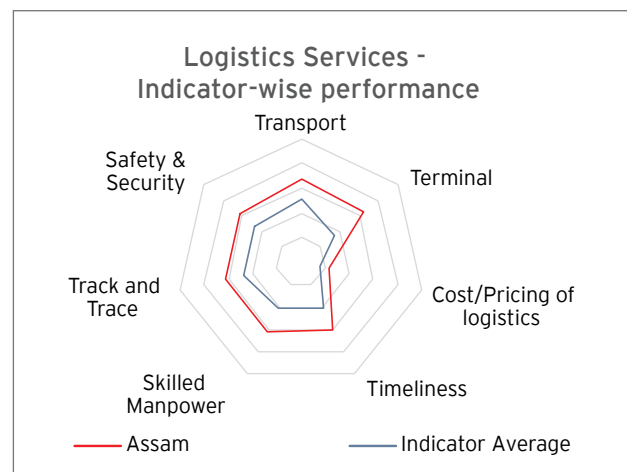 Logistics Services -
Indicator-wise performance
Transport
Safety &
Security
Terminal
Track and
Trace
Cost/Pricing of
logistics
Skilled
Manpower
Timeliness
Assam
Indicator Average